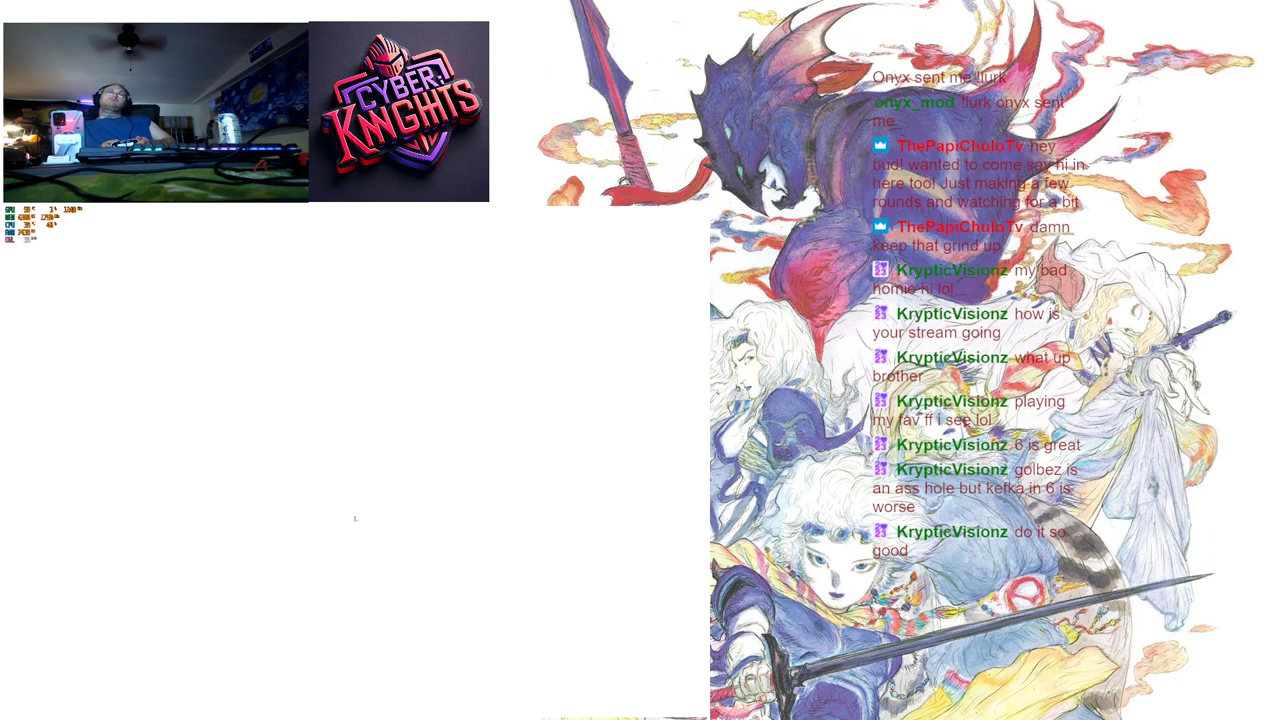 CYBER
KNIGHTS
GPU
MEM
CPU
RAM
Onyx sent me !lurk
onyx_mod !lurk onyx sent
me
ThePapiChuloTv hey
bud! wanted to come say hi in
here too! Just making a few
rounds and watching for a bit
ThePapiChuloTv damn
keep that grind up
KrypticVisionz my bad
homie hi lol
KrypticVisionz how is
your stream going
KrypticVisionz what up
brother
KrypticVisionz playing
my fav ff i see lol
KrypticVisionz 6 is great
KrypticVisionz golbez is
an ass hole but kefka in 6 is
worse
KrypticVisionz do it so
good